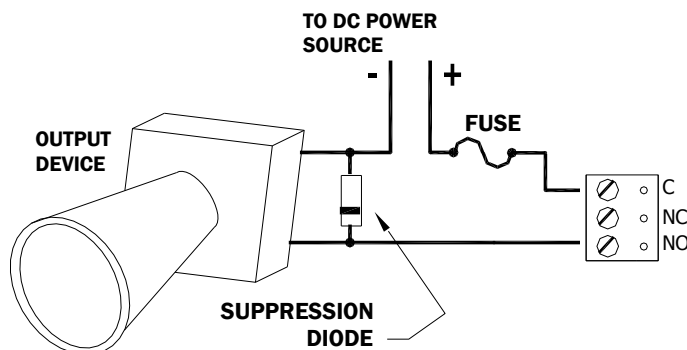 TO DC POWER
SOURCE
- +
FUSE
OUTPUT
DEVICE
C
NC
NO
SUPPRESSION
DIODE